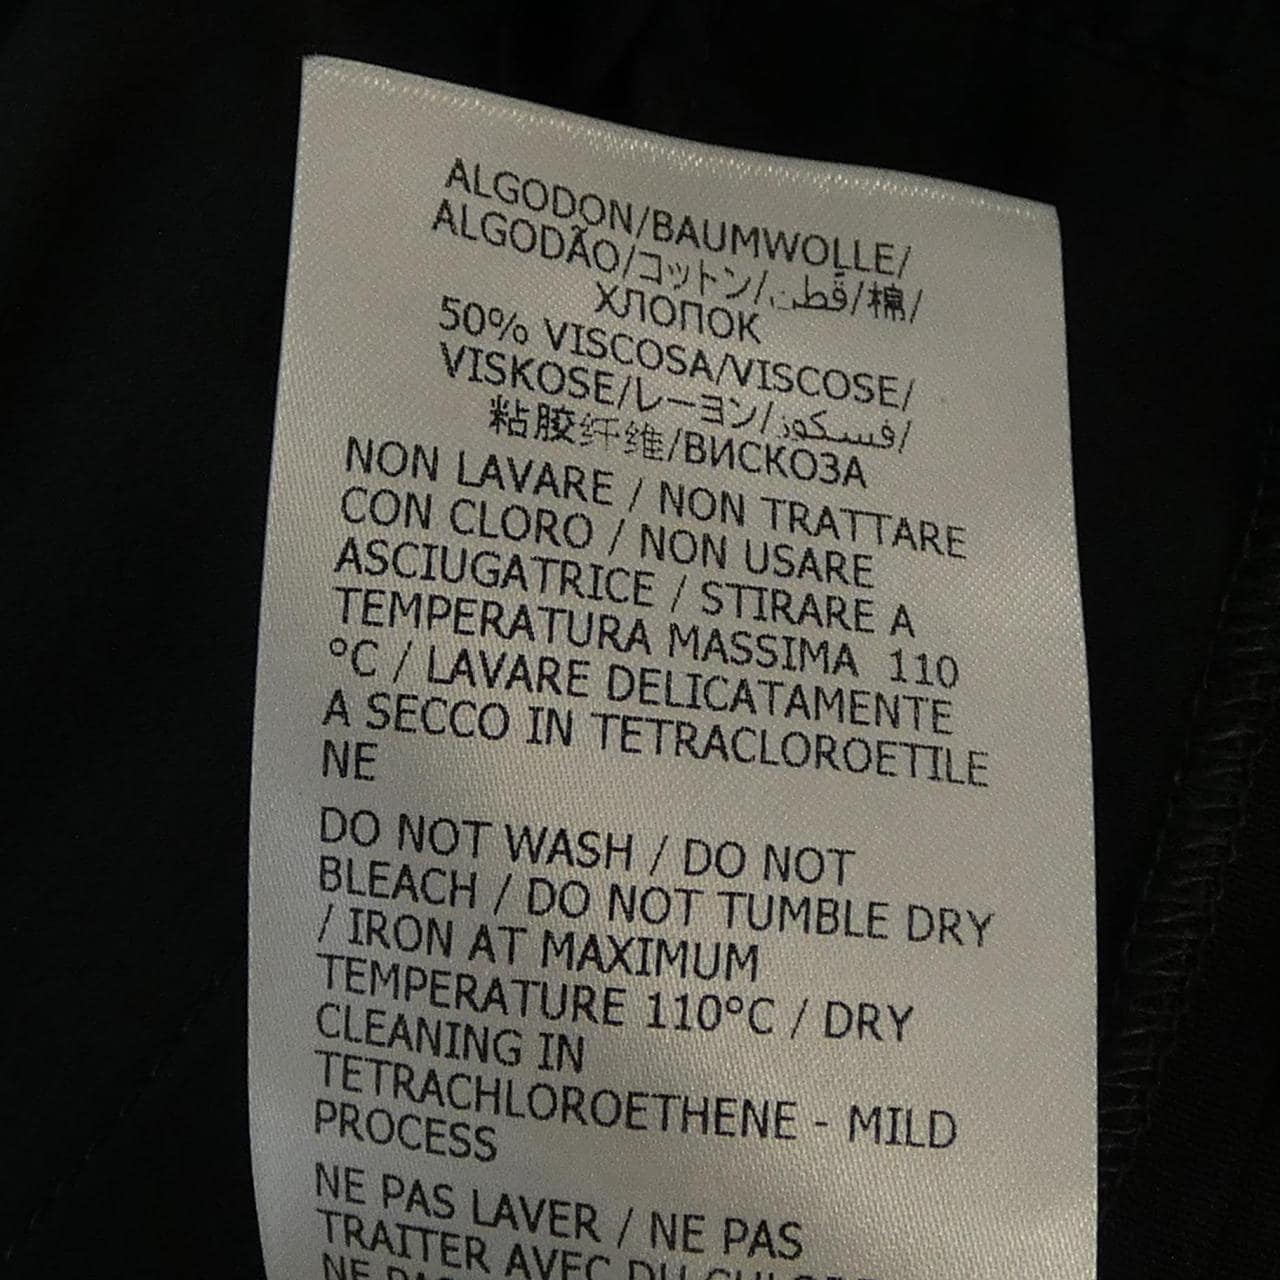 ALGODON/BAUMWOLLE/
ALGODÃO/コットン/قطن/棉/
ХЛОПОК
50% VISCOSA/VISCOSE/
VISKOSE/レーヨン/فسكوز/
粘胶纤维/ВИСКОЗА
NON LAVARE / NON TRATTARE
CON CLORO / NON USARE
ASCIUGATRICE / STIRARE A
TEMPERATURA MASSIMA 110
°C / LAVARE DELICATAMENTE
A SECCO IN TETRACLOROETILE
NE
DO NOT WASH / DO NOT
BLEACH / DO NOT TUMBLE DRY
/ IRON AT MAXIMUM
TEMPERATURE 110°C / DRY
CLEANING IN
TETRACHLOROETHENE - MILD
PROCESS
NE PAS LAVER / NE PAS
TRAITER AVEC DU
NE